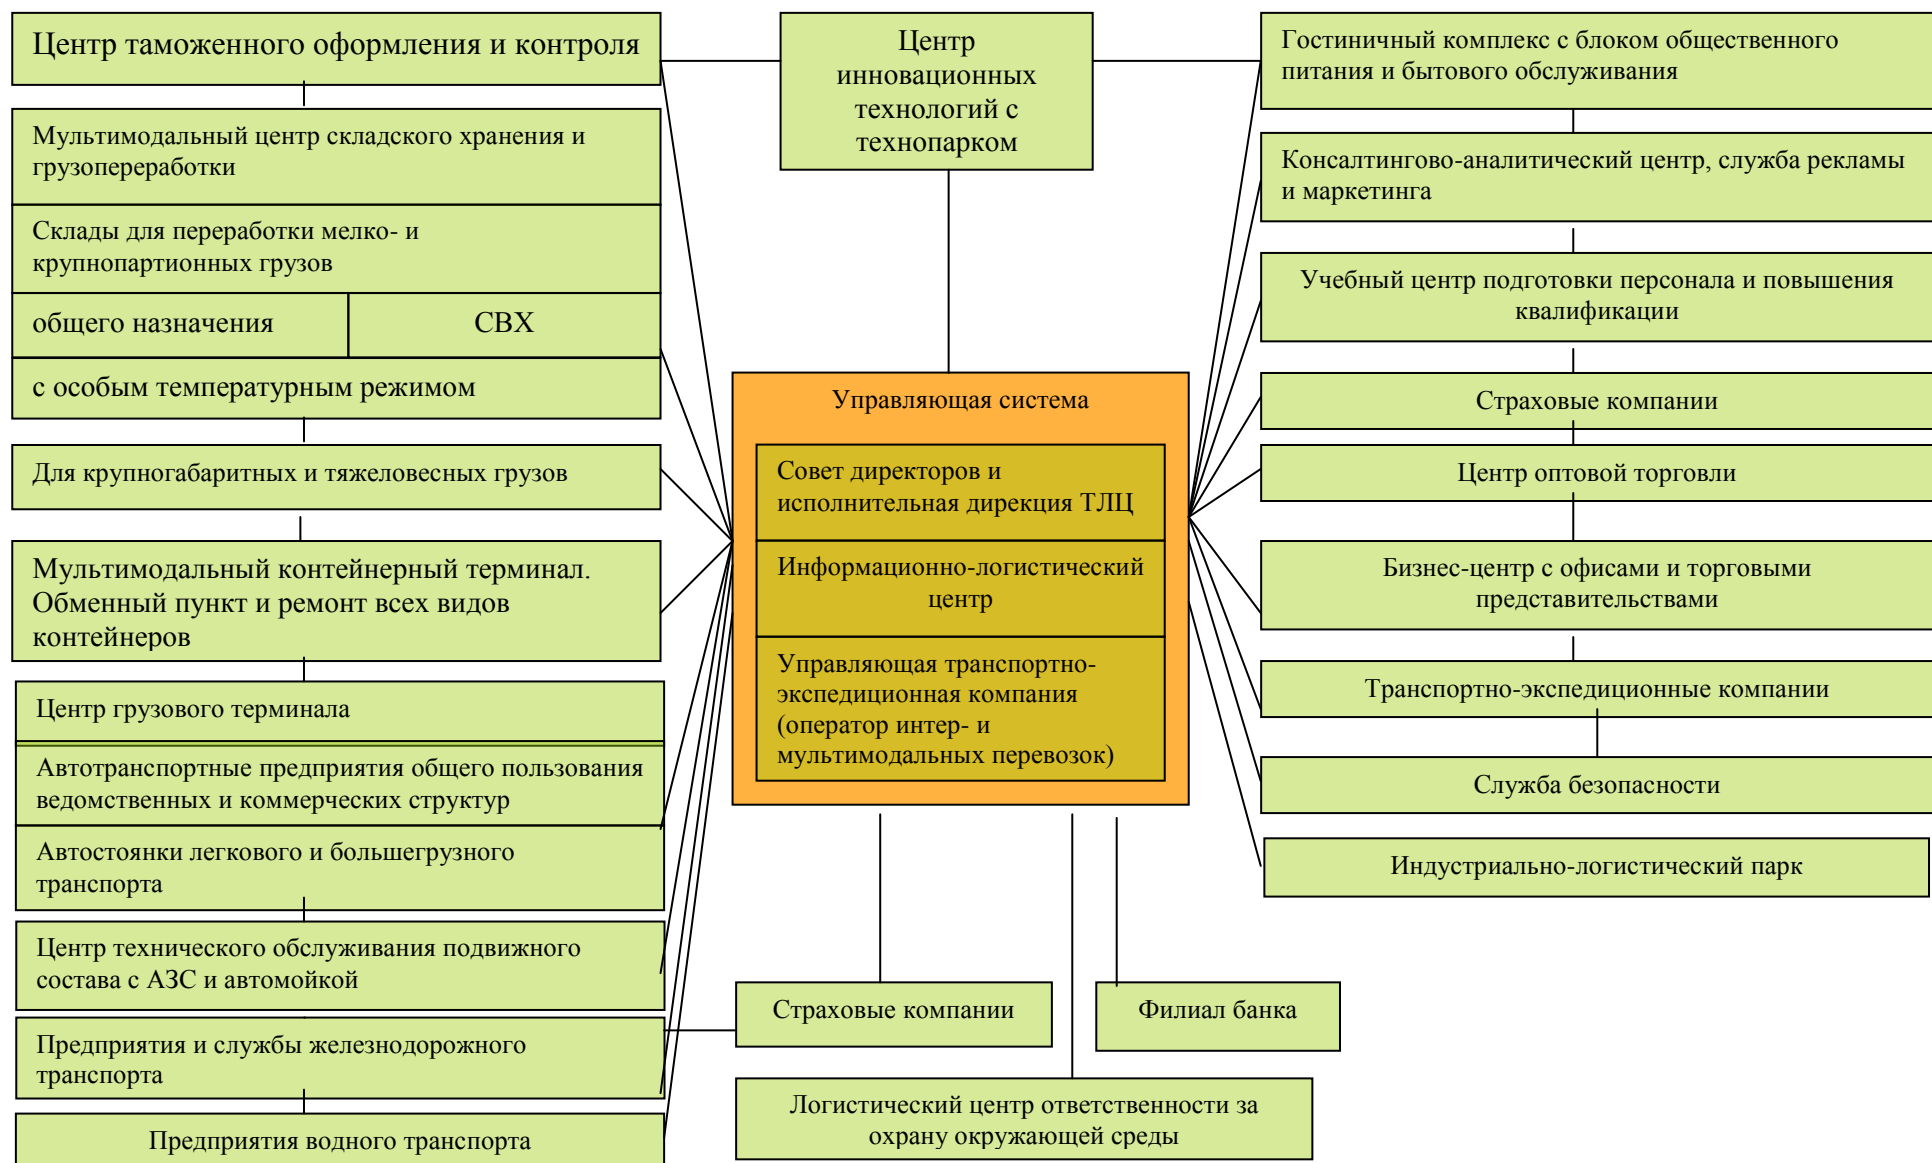 Центр таможенного оформления и контроля
Мультимодальный центр складского хранения и
грузопереработки
Склады для переработки мелко- и
крупнопартионных грузов
общего назначения
СВХ
с особым температурным режимом
Для крупногабаритных и тяжеловесных грузов
Мультимодальный контейнерный терминал.
Обменный пункт и ремонт всех видов
контейнеров
Центр грузового терминала
Автотранспортные предприятия общего пользования
ведомственных и коммерческих структур
Автостоянки легкового и большегрузного
транспорта
Центр технического обслуживания подвижного
состава с АЗС и автомойкой
Предприятия и службы железнодорожного
транспорта
Предприятия водного транспорта
Центр
инновационных
технологий с
технопарком
Управляющая система
Совет директоров и
исполнительная дирекция ТЛЦ
Информационно-логистический
центр
Управляющая транспортно-
экспедиционная компания
(оператор интер- и
мультимодальных перевозок)
Страховые компании
Филиал банка
Логистический центр ответственности за
охрану окружающей среды
Гостиничный комплекс с блоком общественного
питания и бытового обслуживания
Консалтингово-аналитический центр, служба рекламы
и маркетинга
Учебный центр подготовки персонала и повышения
квалификации
Страховые компании
Центр оптовой торговли
Бизнес-центр с офисами и торговыми
представительствами
Транспортно-экспедиционные компании
Служба безопасности
Индустриально-логистический парк